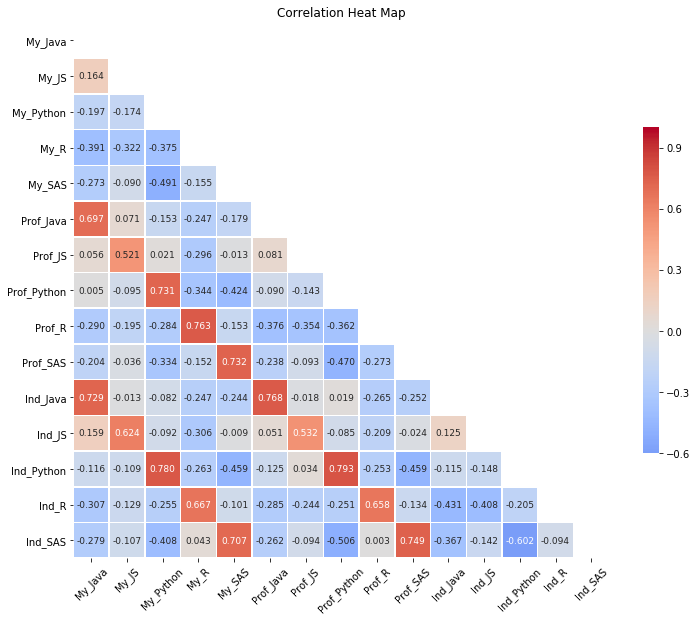 Correlation Heat Map
My_Java
My_JS 0.164
My_Python -0.197 -0.174
My_R -0.391 -0.322 -0.375
My_SAS -0.273 -0.090 -0.491 -0.155
Prof_Java 0.697 0.071 -0.153 -0.247 -0.179
Prof_JS 0.056 0.521 0.021 -0.296 -0.013 0.081
Prof_Python 0.005 -0.095 0.731 -0.344 -0.424 -0.090 -0.143
Prof_R -0.290 -0.195 -0.284 0.763 -0.153 -0.376 -0.354 -0.362
Prof_SAS -0.204 -0.036 -0.334 -0.152 0.732 -0.238 -0.093 -0.470 -0.273
Ind_Java 0.729 -0.013 -0.082 -0.247 -0.244 0.768 -0.018 0.019 -0.265 -0.252
Ind_JS 0.159 0.624 -0.092 -0.306 -0.009 0.051 0.532 -0.085 -0.209 -0.024 0.125
Ind_Python -0.116 -0.109 0.780 -0.263 -0.459 -0.125 0.034 0.793 -0.253 -0.459 -0.115 -0.148
Ind_R -0.307 -0.129 -0.255 0.667 -0.101 -0.285 -0.244 -0.251 0.658 -0.134 -0.431 -0.408 -0.205
Ind_SAS -0.279 -0.107 -0.408 0.043 0.707 -0.262 -0.094 -0.506 0.003 0.749 -0.367 -0.142 -0.602 -0.094
My_Java My_JS My_Python My_R My_SAS Prof_Java Prof_JS Prof_Python Prof_R Prof_SAS Ind_Java Ind_JS Ind_Python Ind_R Ind_SAS
0.9
0.6
0.3
0.0
−0.3
−0.6